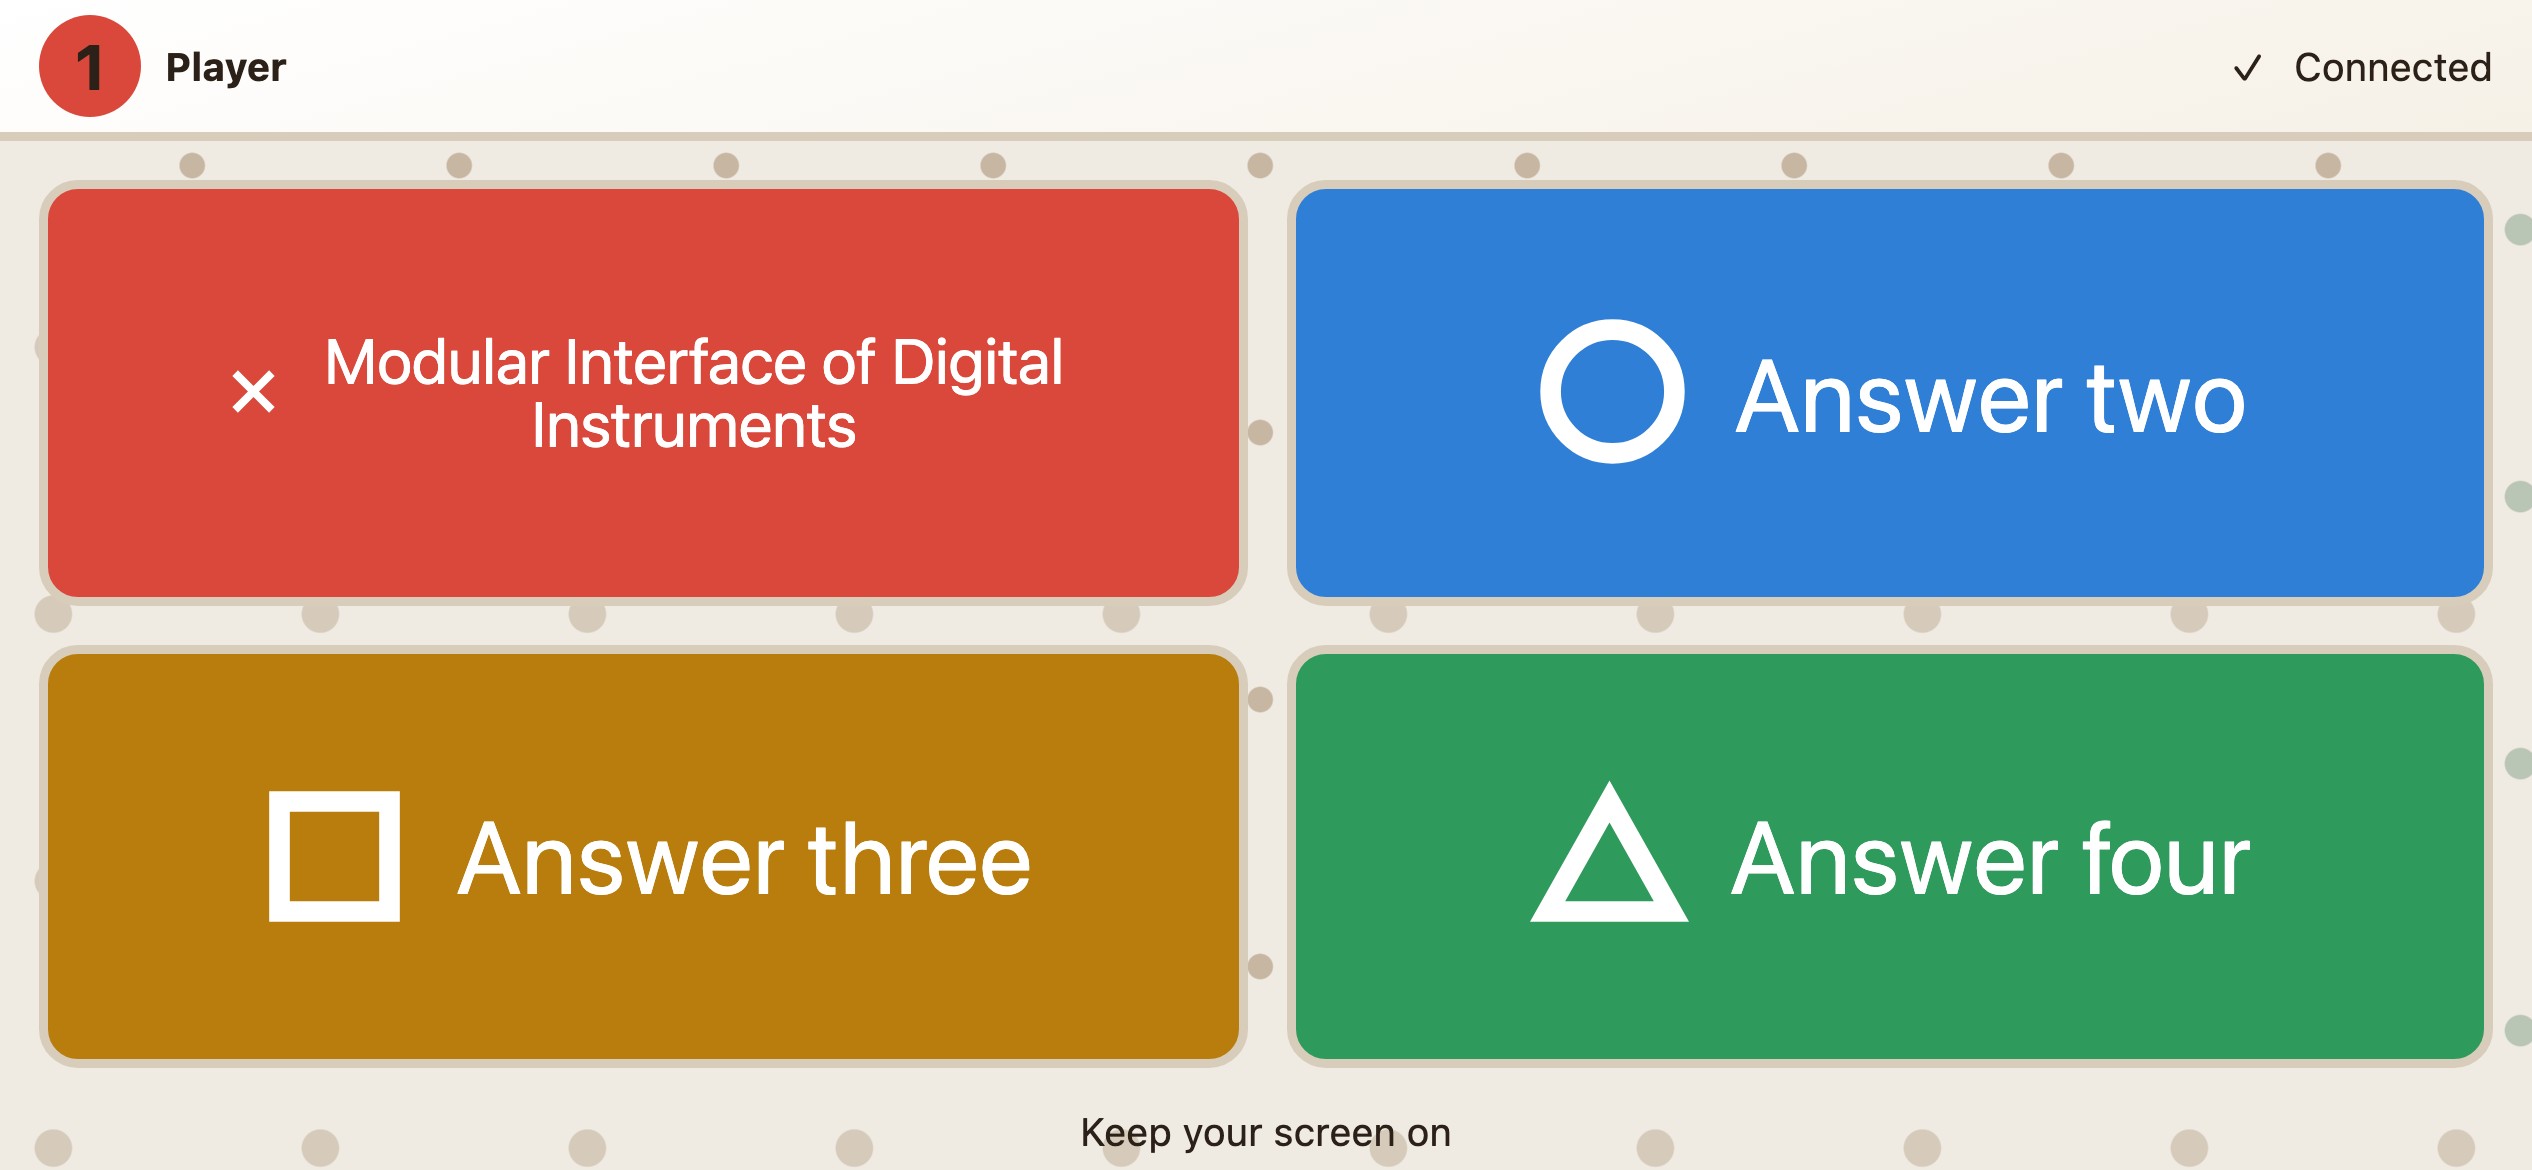 1 Player
✓ Connected
× Modular Interface of Digital
Instruments
Answer two
Answer three
Answer four
Keep your screen on